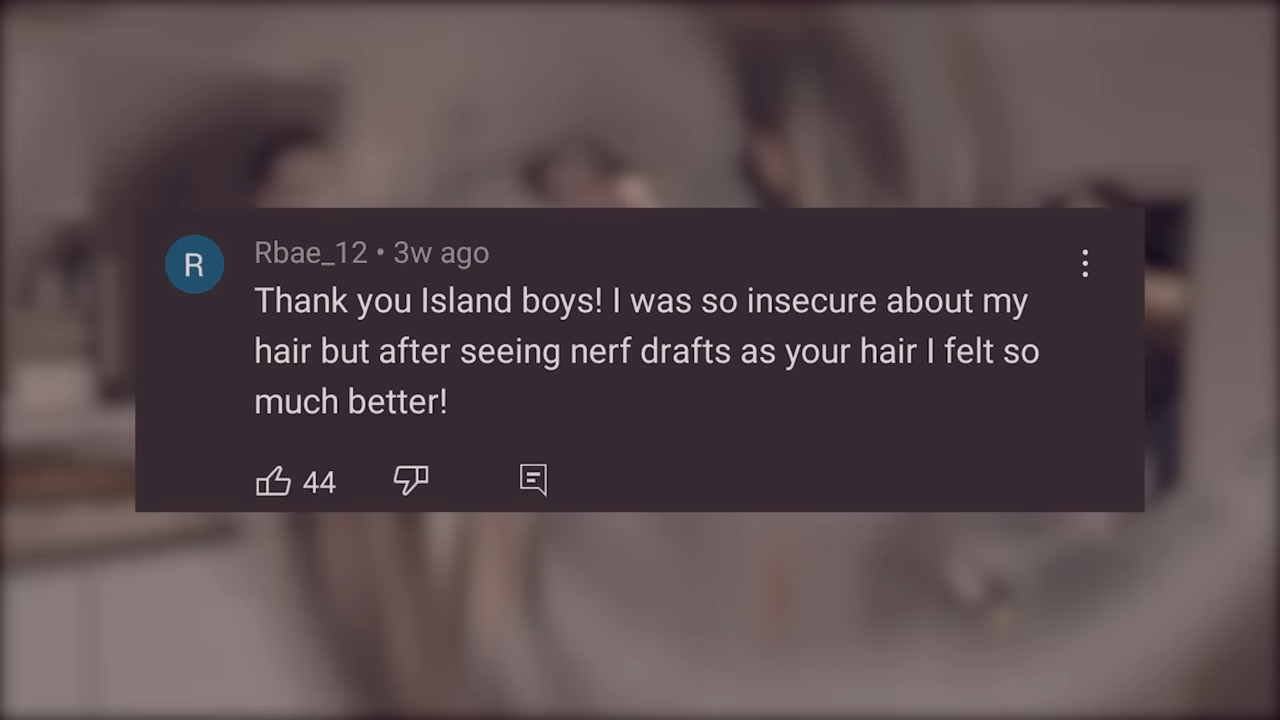 R
Rbae_12 • 3w ago
Thank you Island boys! I was so insecure about my
hair but after seeing nerf drafts as your hair I felt so
much better!
44